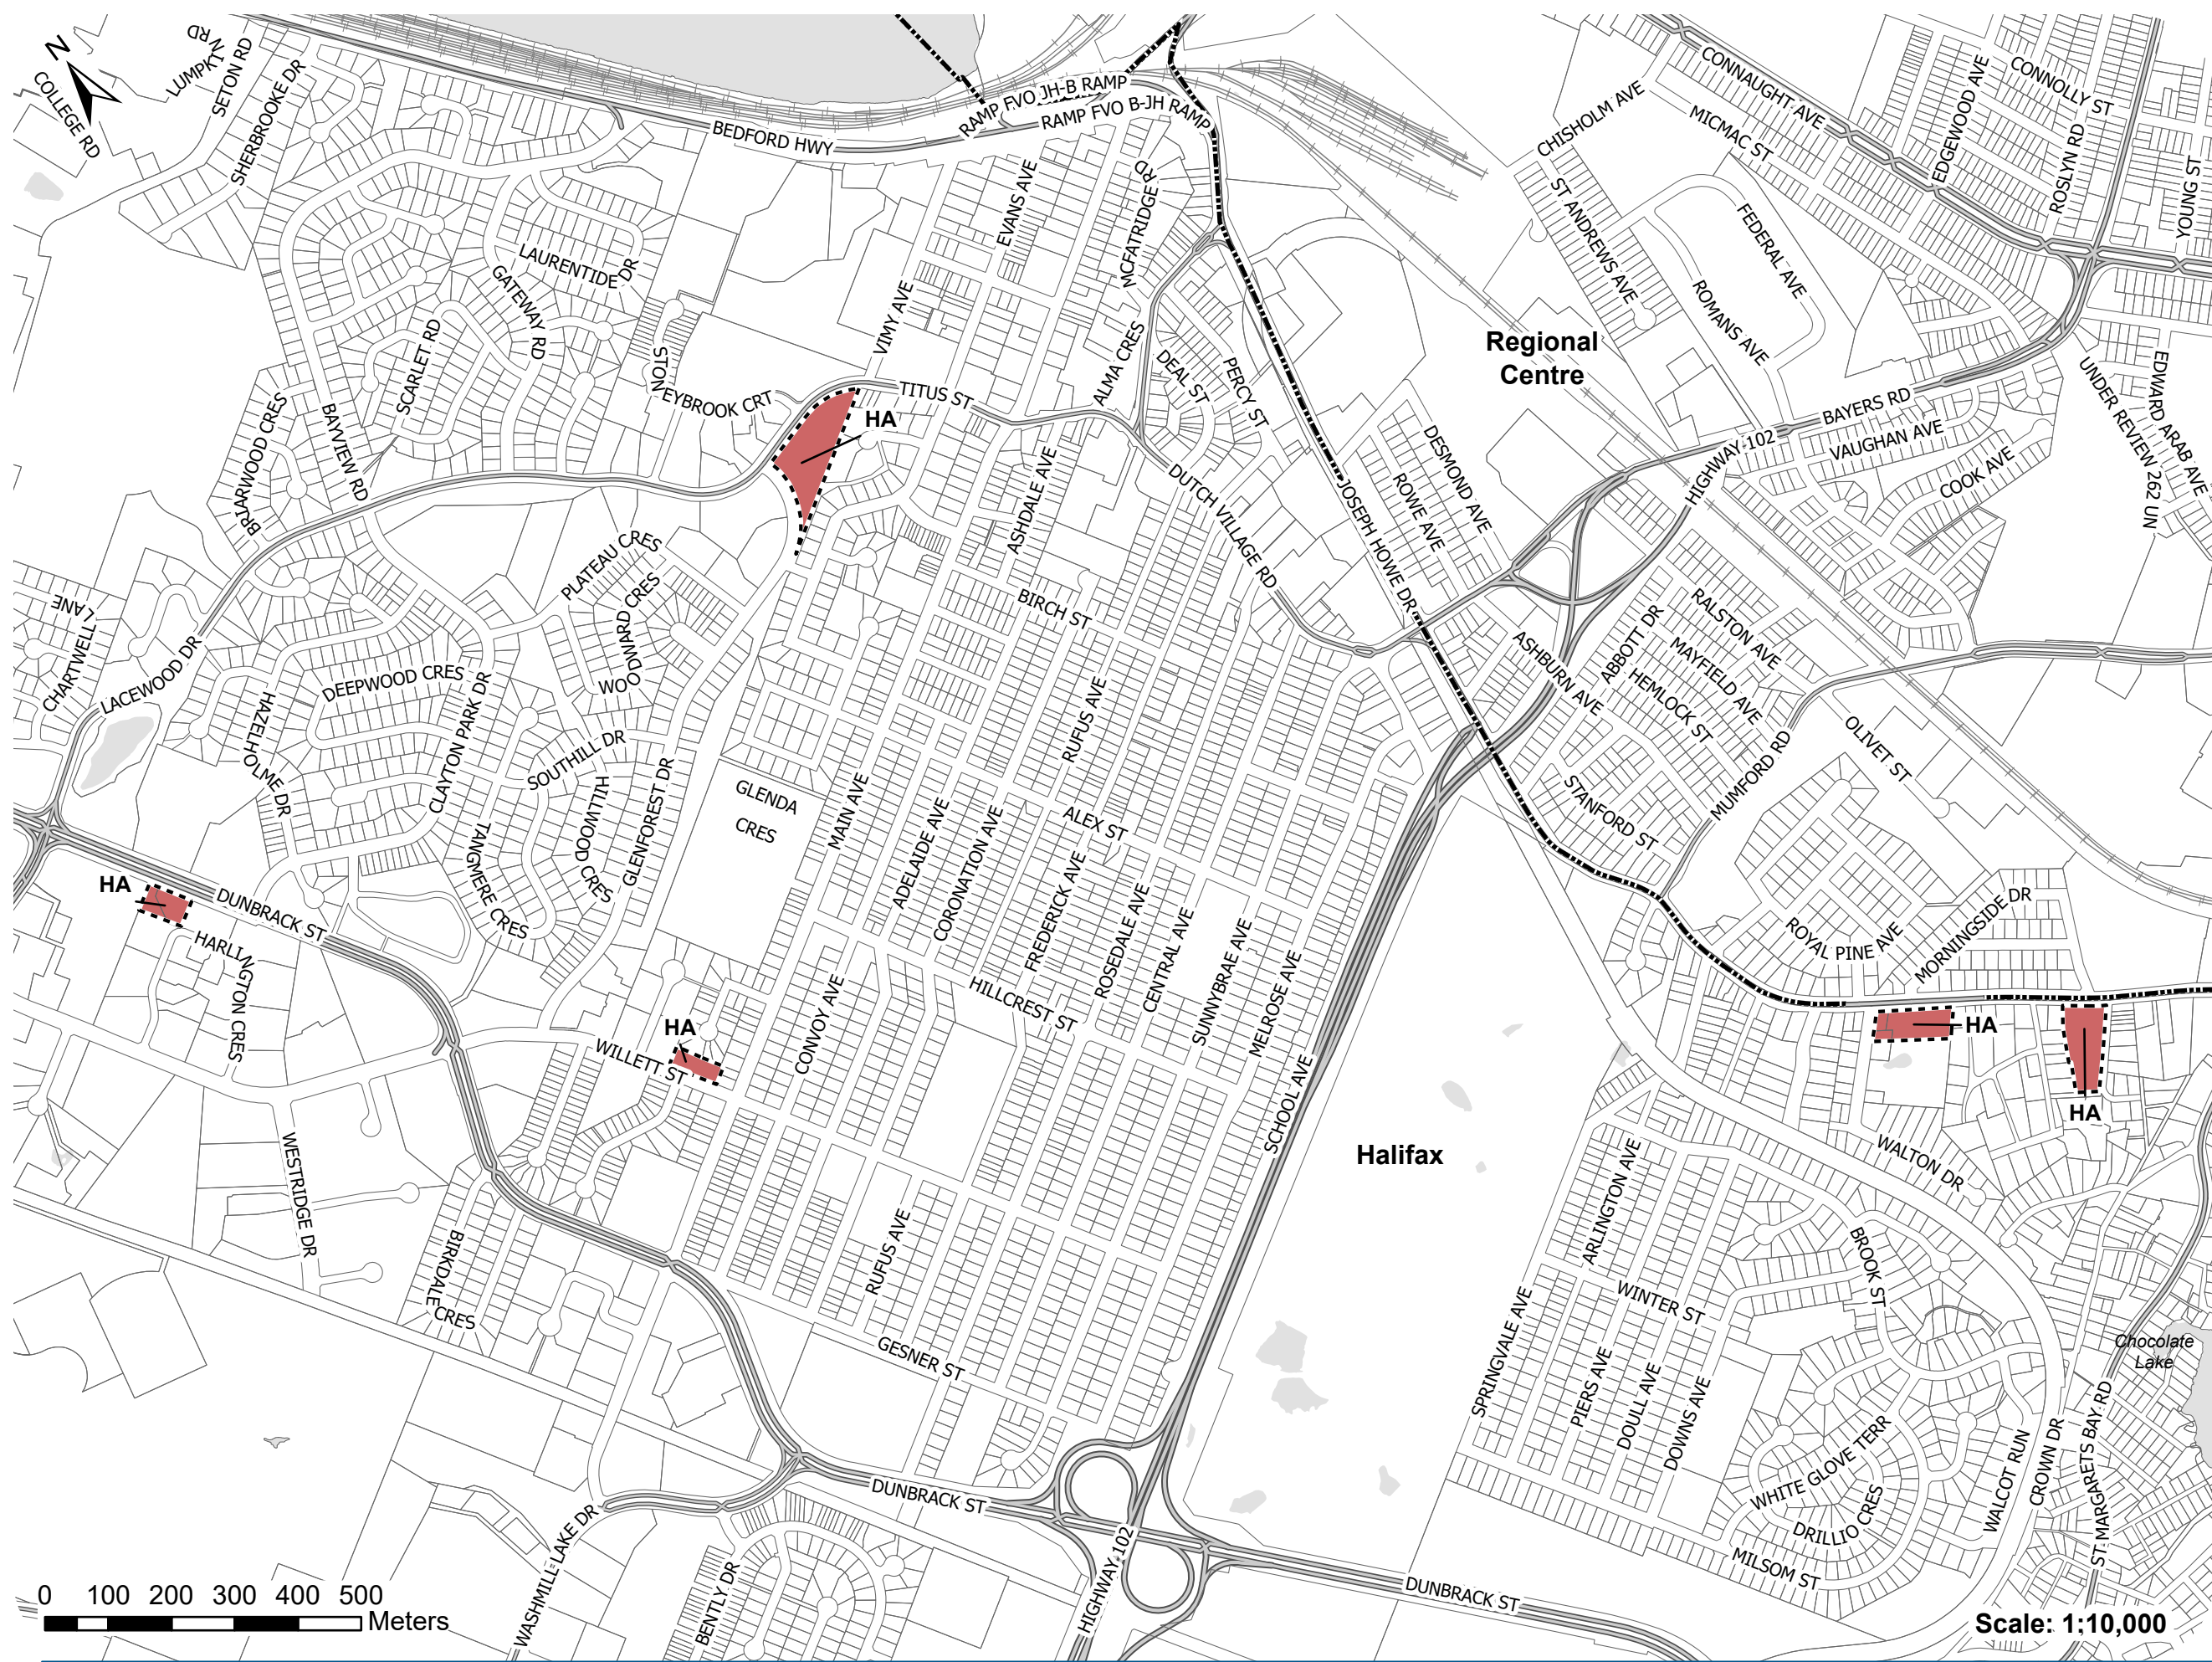 N
COLLEGE RD
LUMPKIN RD
SETON RD
SHERBROOKE DR
BEDFORD HWY
RAMP FVO JH-B RAMP
RAMP FVO B-JH RAMP
CONNAUGHT AVE
CHISHOLM AVE
MICMAC ST
EDGEWOOD AVE
CONNOLLY ST
ROSLYN RD
YOUNG ST
EVANS AVE
MCFATRIDGE RD
ST ANDREWS AVE
FEDERAL AVE
ROMANS AVE
LAURENTIDE DR
GATEWAY RD
SCARLET RD
STONEYBROOK CRT
VIMY AVE
TITUS ST
HA
ALMA CRES
DEAL ST
PERCY ST
Regional
Centre
BAYERS RD
HIGHWAY 102
VAUGHAN AVE
COOK AVE
UNDER REVIEW 262 UN
EDWARD ARAB AVE
BRIARWOOD CRES
BAYVIEW RD
ASHDALE AVE
DUTCH VILLAGE RD
JOSEPH HOWE DR
ROWE AVE
DESMOND AVE
PLATEAU CRES
WOODWARD CRES
BIRCH ST
CHARTWELL LANE
LACEWOOD DR
DEEPWOOD CRES
HAZELHOLME DR
CLAYTON PARK DR
SOUTHILL DR
HILLWOOD CRES
TANGMERE CRES
GLENFOREST DR
GLENDA
CRES
MAIN AVE
RUFUS AVE
ASHBURN AVE
ABBOTT DR
RALSTON AVE
MAYFIELD AVE
HEMLOCK ST
STANFORD ST
MUMFORD RD
OLIVET ST
ADELAIDE AVE
CORONATION AVE
ALEX ST
FREDERICK AVE
ROSEDALE AVE
CENTRAL AVE
SUNNYBRAE AVE
MELROSE AVE
HA
DUNBRACK ST
HARLINGTON CRES
ROYAL PINE AVE
MORNINGSIDE DR
HILLCREST ST
CONVOY AVE
HA
WILLETT ST
HA
HA
SCHOOL AVE
Halifax
WESTRIDGE DR
BIRKDALE CRES
RUFUS AVE
GESNER ST
ARLINGTON AVE
WALTON DR
BROOK ST
WINTER ST
SPRINGVALE AVE
PIERS AVE
DOULL AVE
DOWNS AVE
Chocolate
Lake
WHITE GLOVE TERR
DRILLIO CRES
WALCOT RUN
CROWN DR
ST MARGARETS BAY RD
MILSOM ST
DUNBRACK ST
HIGHWAY 102
DUNBRACK ST
WASHMILL LAKE DR
BENTLY DR
0 100 200 300 400 500
Meters
Scale: 1:10,000